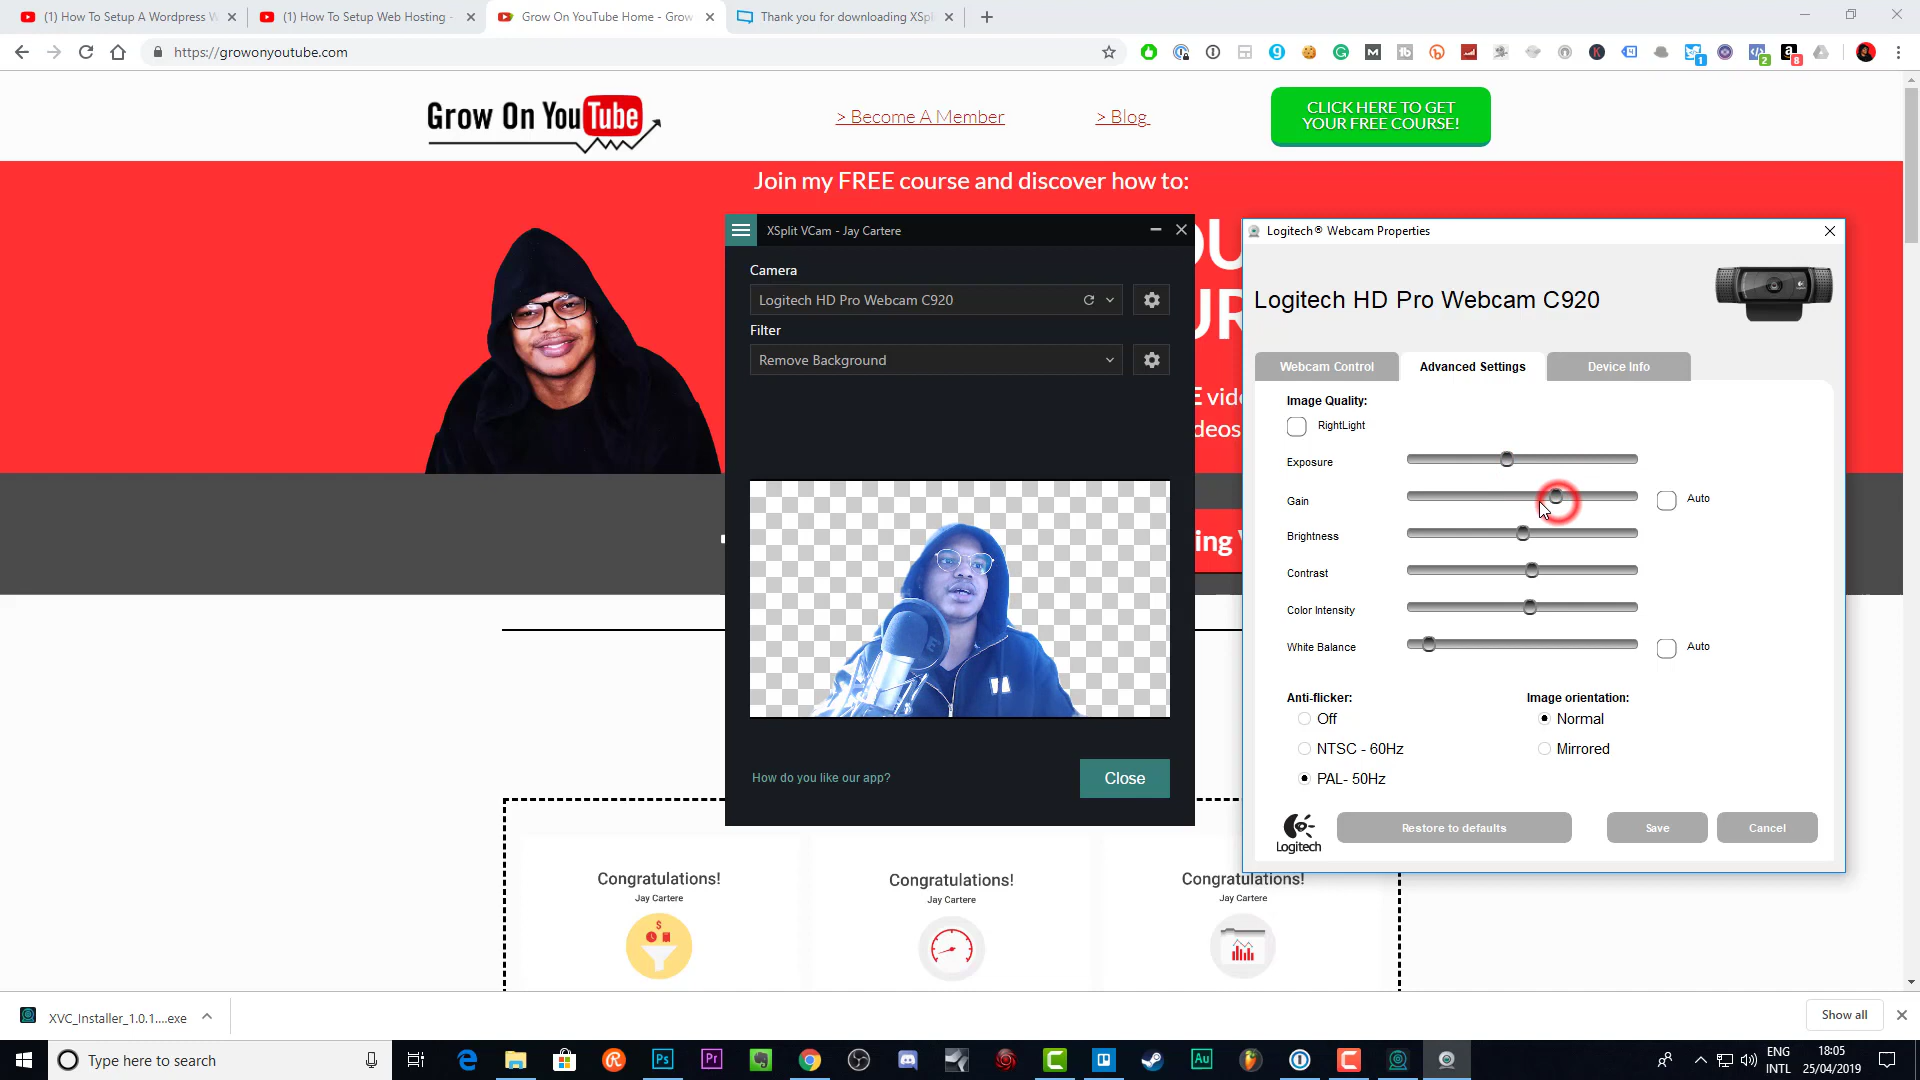 (1) How To Setup A Wordpress W
(1) How To Setup Web Hosting -
Grow On YouTube Home - Grow
Thank you for downloading XSpl
https://growonyoutube.com
Grow On YouTube
> Become A Member
> Blog
CLICK HERE TO GET
YOUR FREE COURSE!
Join my FREE course and discover how to:
XSplit VCam - Jay Cartere
Camera
Logitech HD Pro Webcam C920
Filter
Remove Background
How do you like our app?
Close
Logitech® Webcam Properties
Logitech HD Pro Webcam C920
Webcam Control
Advanced Settings
Device Info
Image Quality:
RightLight
Exposure
Gain
Auto
Brightness
Contrast
Color Intensity
White Balance
Auto
Anti-flicker:
Off
NTSC - 60Hz
PAL- 50Hz
Image orientation:
Normal
Mirrored
Logitech
Restore to defaults
Save
Cancel
Congratulations!
Jay Cartere
Congratulations!
Jay Cartere
Congratulations!
Jay Cartere
XVC_Installer_1.0.1....exe
Show all
Type here to search
ENG
INTL
18:05
25/04/2019